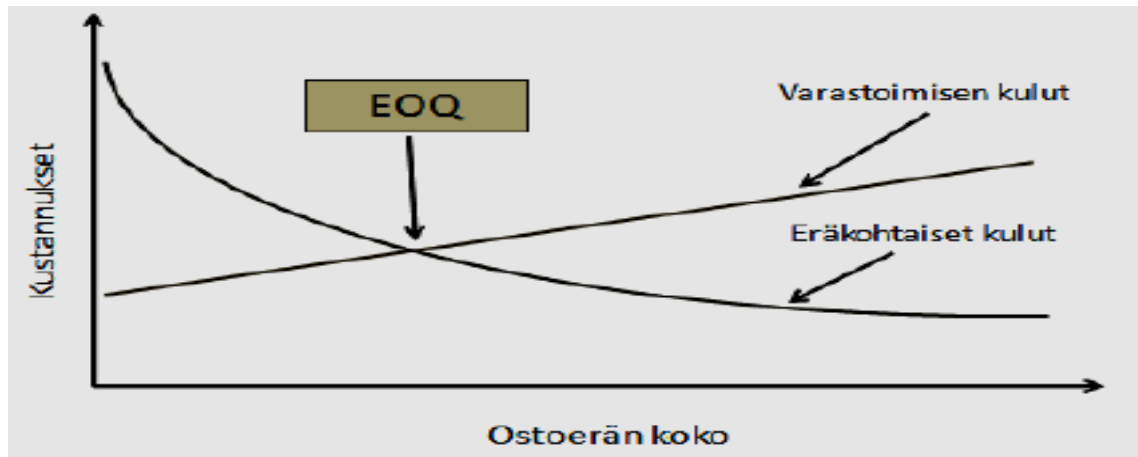 EOQ
Varastoimisen kulut
Eräkohtaiset kulut
Kustannukset
Ostoerän koko